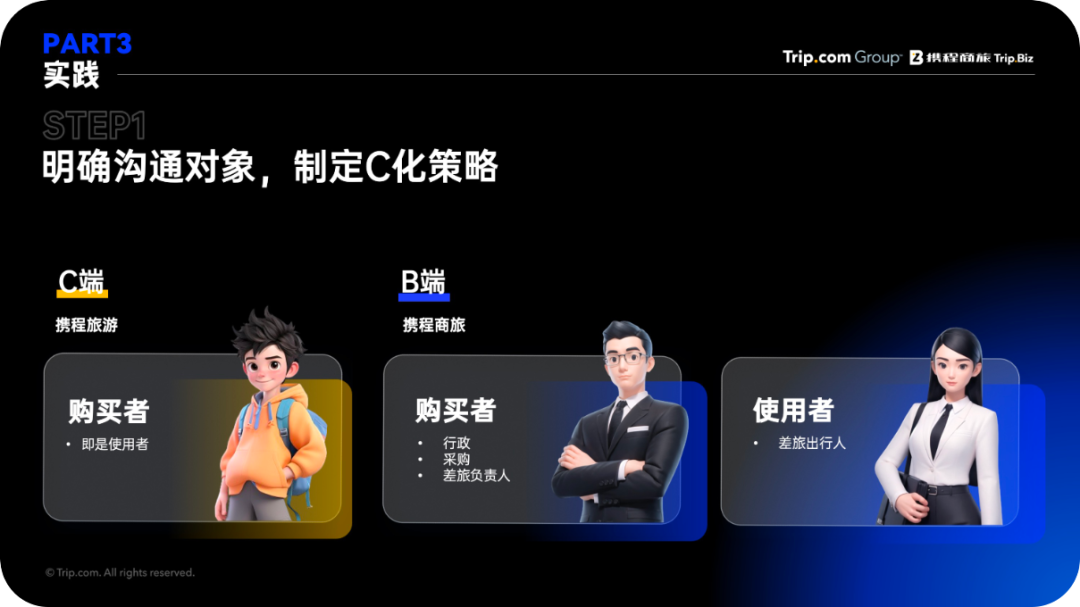 PART3
实践
Trip.com Group 携程商旅 Trip.Biz
STEP1
明确沟通对象，制定C化策略
C端
携程旅游
购买者
• 即是使用者
B端
携程商旅
购买者
• 行政
• 采购
• 差旅负责人
使用者
• 差旅出行人
© Trip.com. All rights reserved.